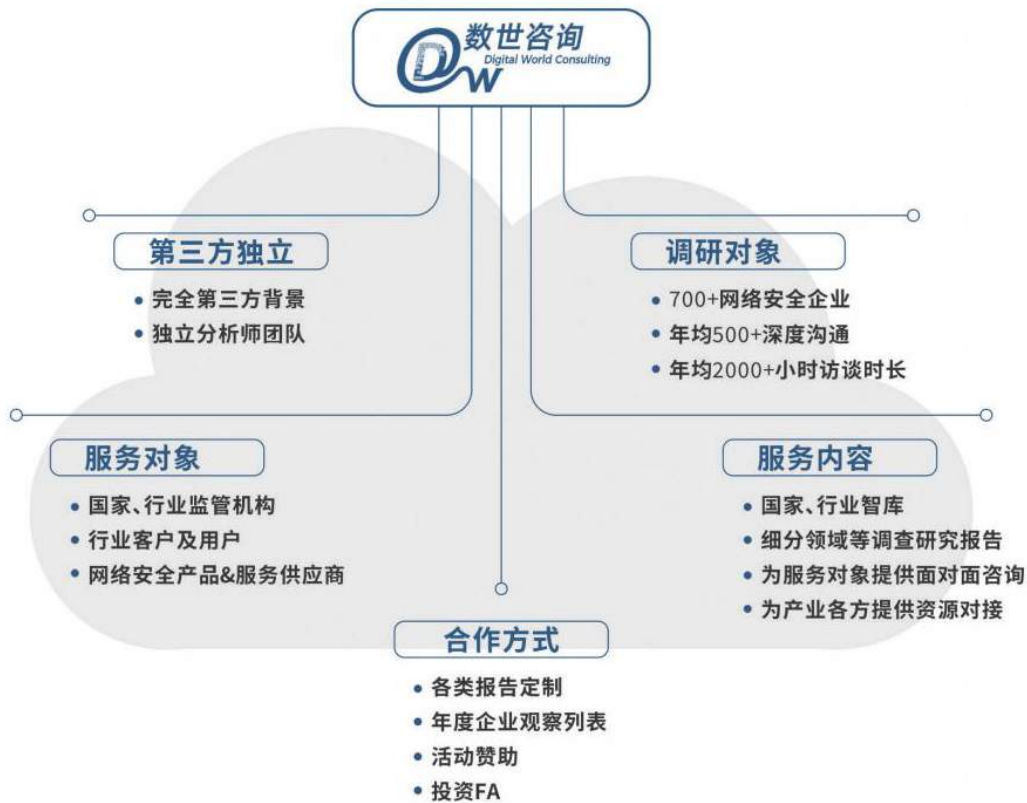 数世咨询
Digital World Consulting
DW
第三方独立
• 完全第三方背景
• 独立分析师团队
调研对象
• 700+网络安全企业
• 年均500+深度沟通
• 年均2000+小时访谈时长
服务对象
• 国家、行业监管机构
• 行业客户及用户
• 网络安全产品&服务供应商
服务内容
• 国家、行业智库
• 细分领域等调查研究报告
• 为服务对象提供面对面咨询
• 为产业各方提供资源对接
合作方式
• 各类报告定制
• 年度企业观察列表
• 活动赞助
• 投资FA